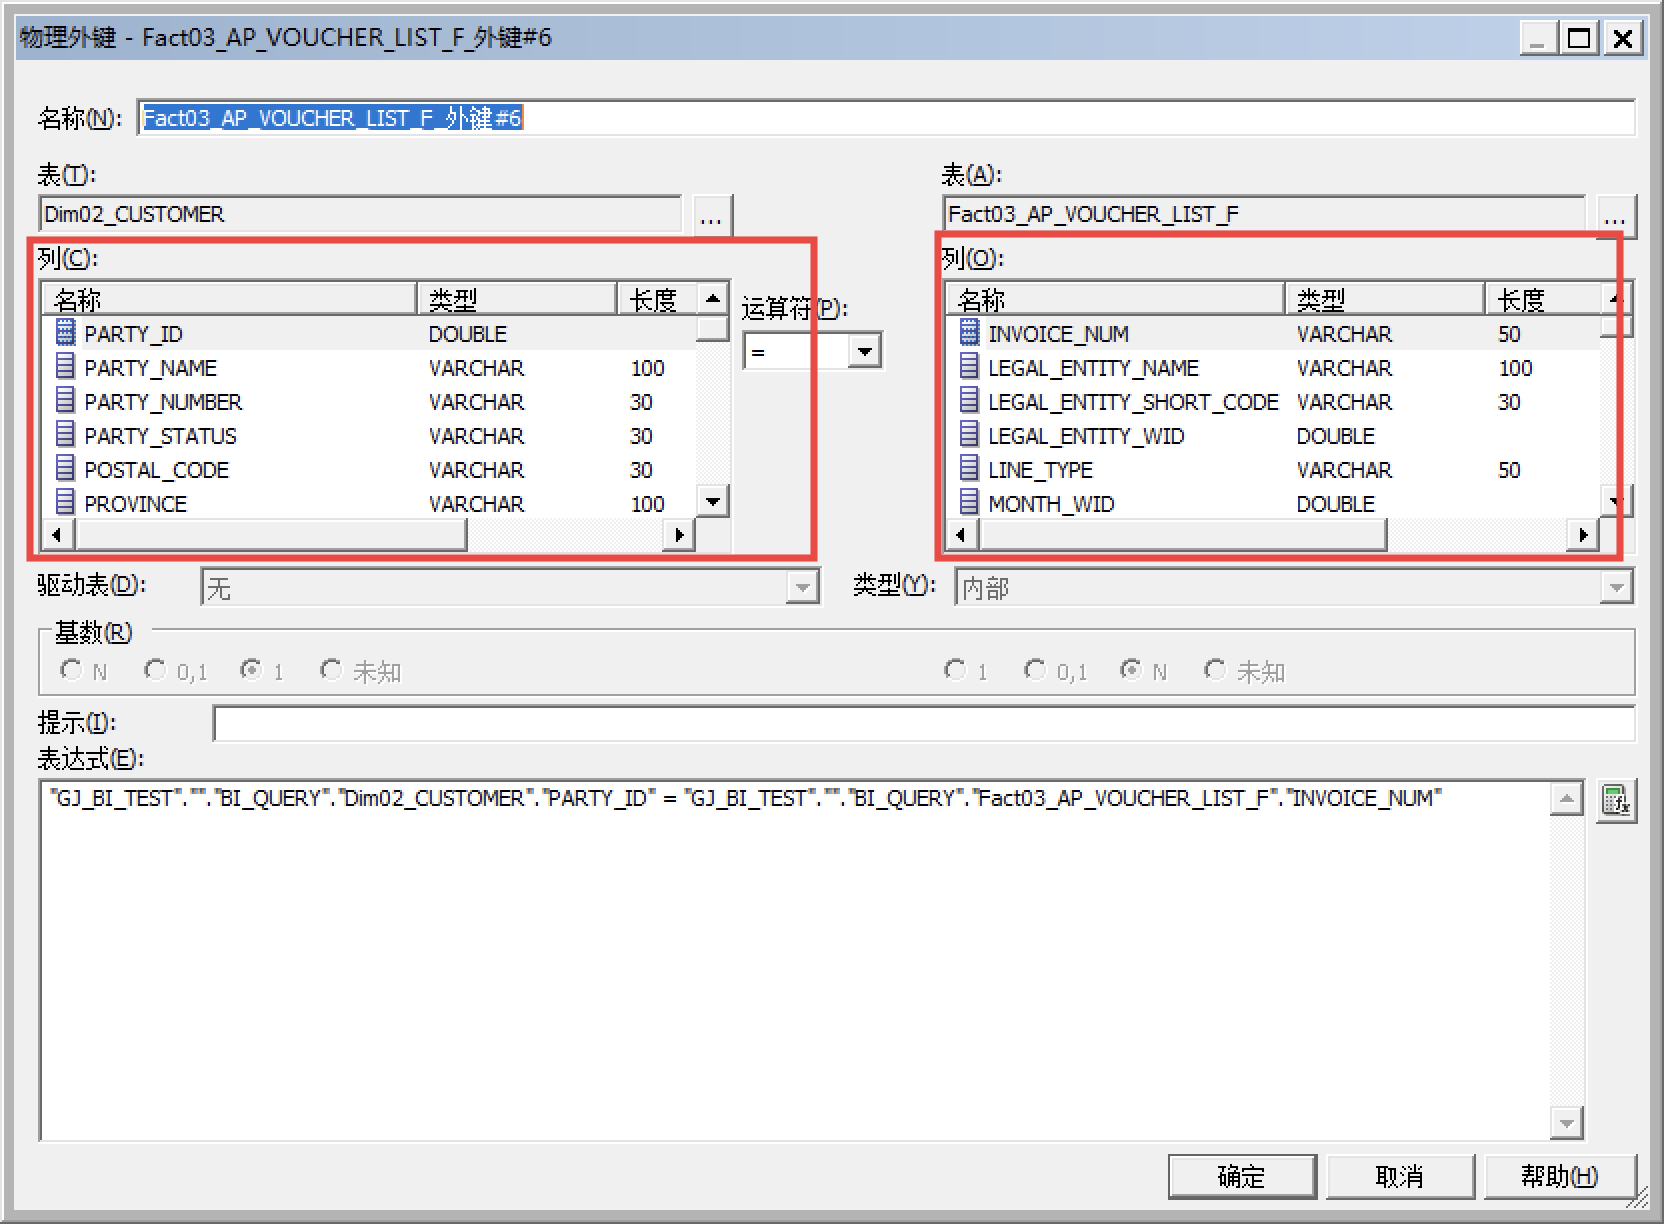 物理外键 - Fact03_AP_VOUCHER_LIST_F_外键#6
名称(N): Fact03_AP_VOUCHER_LIST_F_外键#6
表(T): 表(A):
Dim02_CUSTOMER ... Fact03_AP_VOUCHER_LIST_F ...
列(C): 列(O):
名称 类型 长度 运算符(P): 名称 类型 长度
PARTY_ID DOUBLE = INVOICE_NUM VARCHAR 50
PARTY_NAME VARCHAR 100 LEGAL_ENTITY_NAME VARCHAR 100
PARTY_NUMBER VARCHAR 30 LEGAL_ENTITY_SHORT_CODE VARCHAR 30
PARTY_STATUS VARCHAR 30 LEGAL_ENTITY_WID DOUBLE
POSTAL_CODE VARCHAR 30 LINE_TYPE VARCHAR 50
PROVINCE VARCHAR 100 MONTH_WID DOUBLE
驱动表(D): 无 类型(Y): 内部
基数(R)
N 0,1 1 未知 1 0,1 N 未知
提示(I):
表达式(E):
"GJ_BI_TEST".""."BI_QUERY"."Dim02_CUSTOMER"."PARTY_ID" = "GJ_BI_TEST".""."BI_QUERY"."Fact03_AP_VOUCHER_LIST_F"."INVOICE_NUM"
确定 取消 帮助(H)